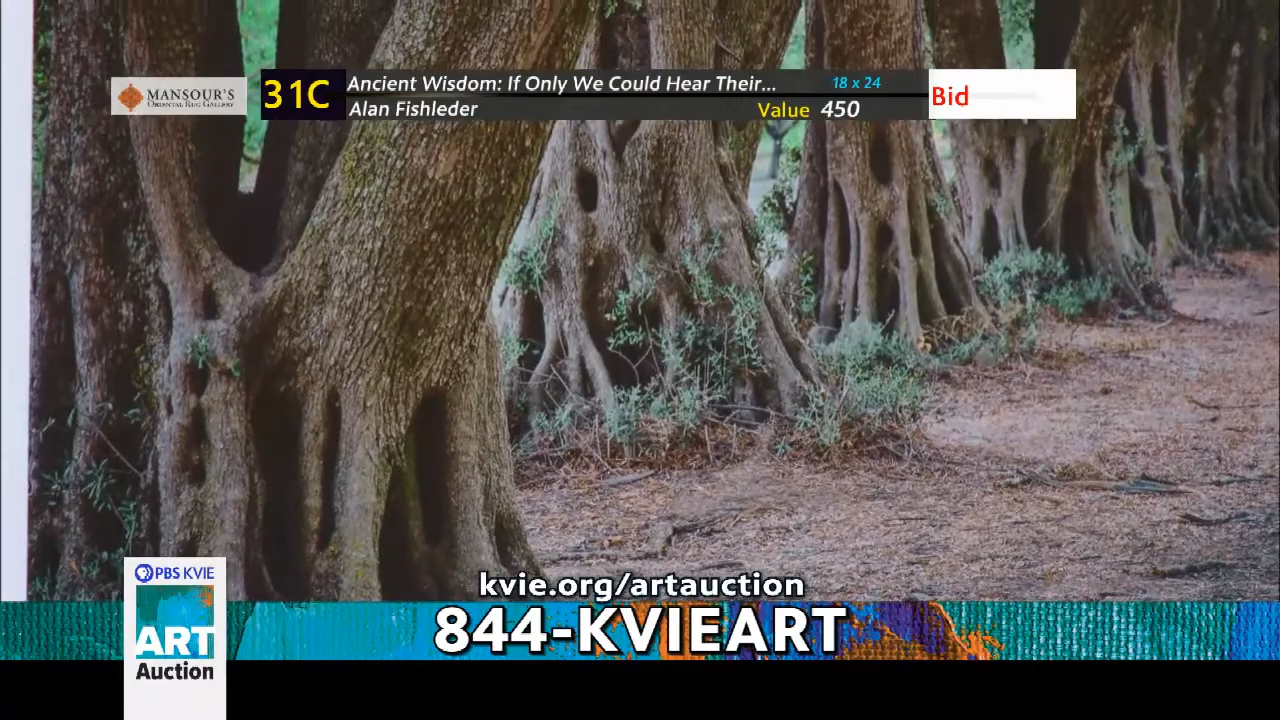 MANSOUR'S
ORIENTAL RUG GALLERY
31C
Ancient Wisdom: If Only We Could Hear Their...
18 x 24
Alan Fishleder
Value 450
Bid
PBS KVIE
ART
Auction
kvie.org/artauction
844-KVIEART